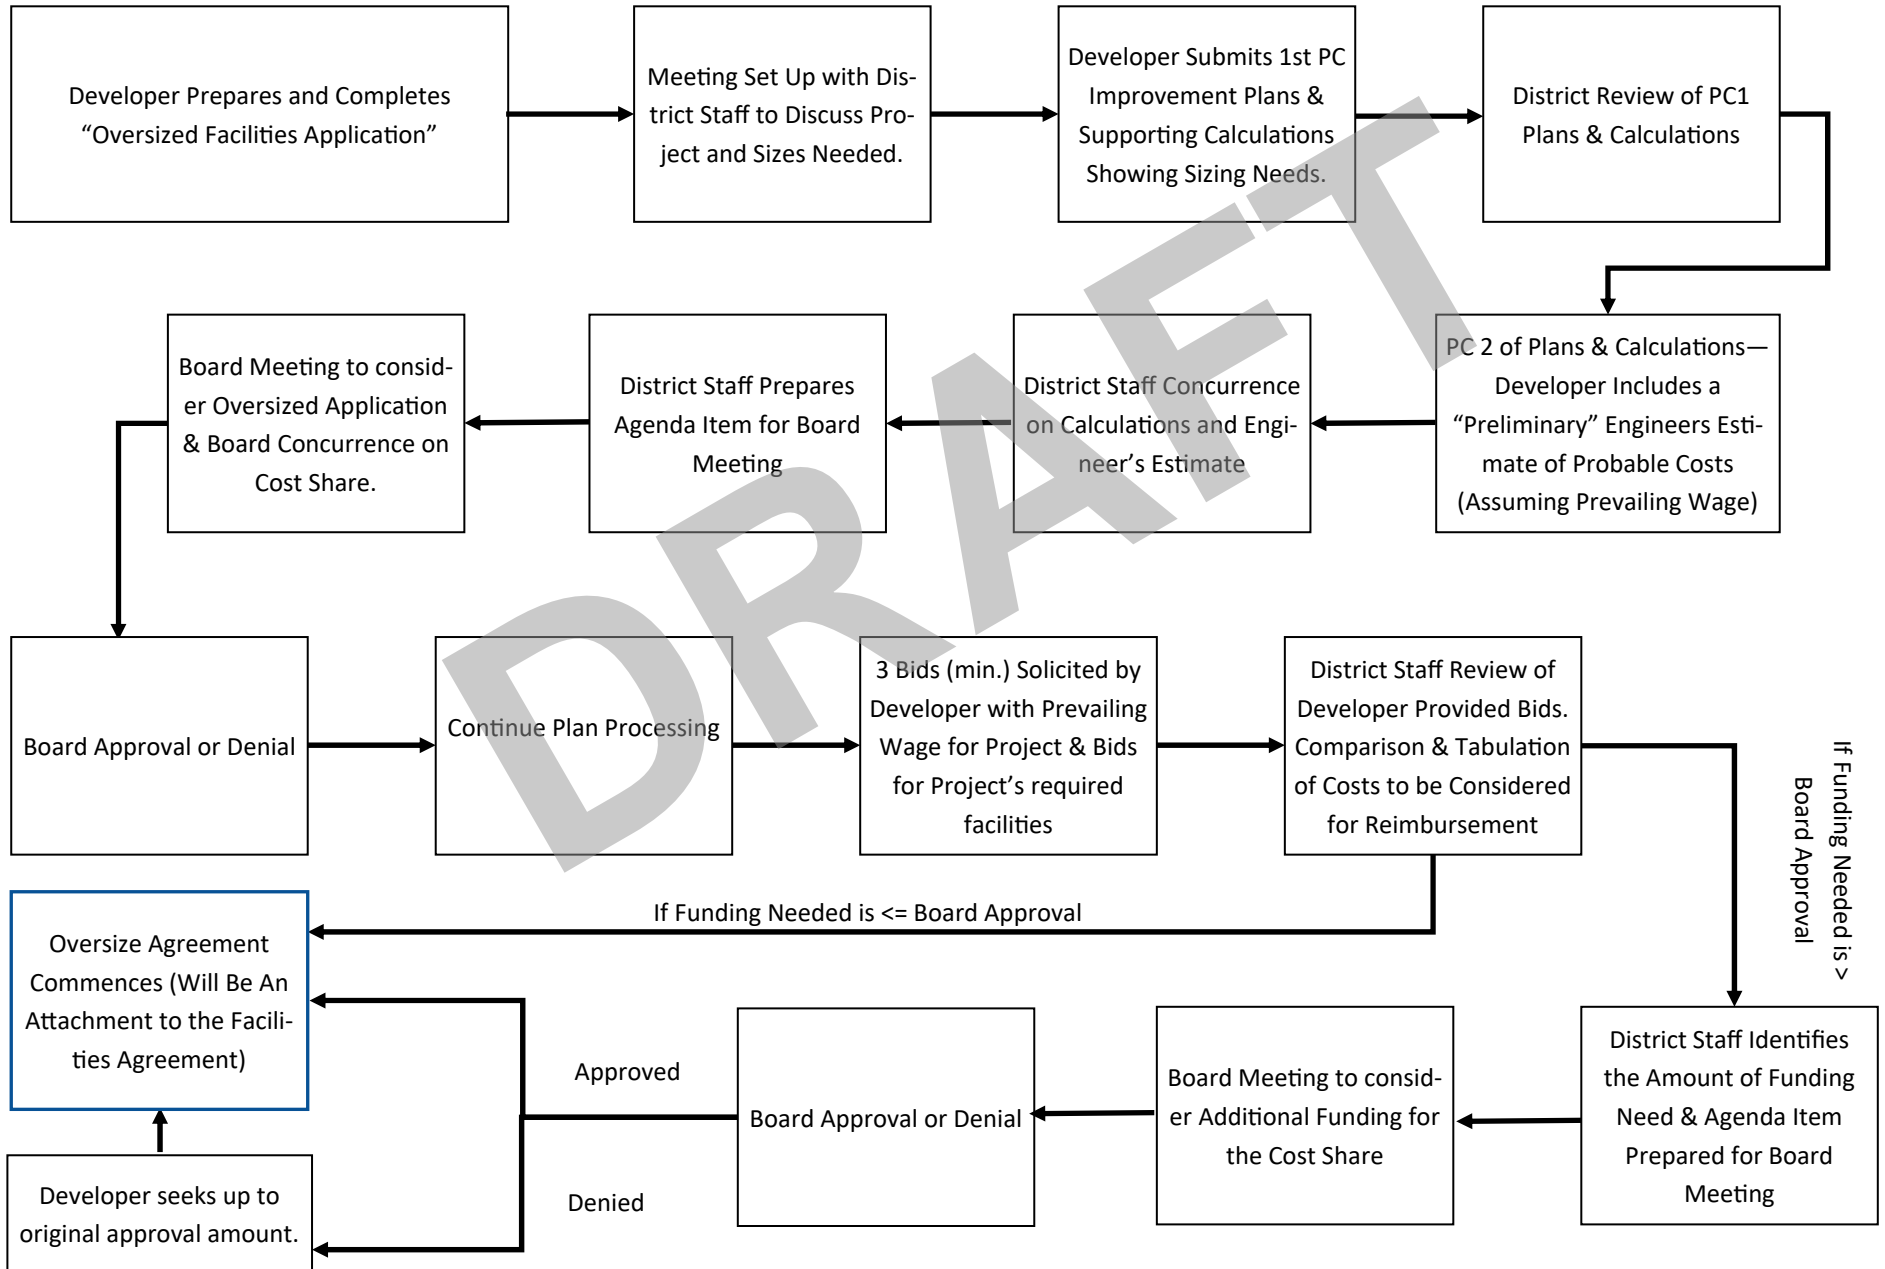 Developer Prepares and Completes
“Oversized Facilities Application”
Meeting Set Up with Dis-
trict Staff to Discuss Pro-
ject and Sizes Needed.
Developer Submits 1st PC
Improvement Plans &
Supporting Calculations
Showing Sizing Needs.
District Review of PC1
Plans & Calculations
PC 2 of Plans & Calculations—
Developer Includes a
“Preliminary” Engineers Esti-
mate of Probable Costs
(Assuming Prevailing Wage)
District Staff Concurrence
on Calculations and Engi-
neer’s Estimate
District Staff Prepares
Agenda Item for Board
Meeting
Board Meeting to consid-
er Oversized Application
& Board Concurrence on
Cost Share.
Board Approval or Denial
Continue Plan Processing
3 Bids (min.) Solicited by
Developer with Prevailing
Wage for Project & Bids
for Project’s required
facilities
District Staff Review of
Developer Provided Bids.
Comparison & Tabulation
of Costs to be Considered
for Reimbursement
If Funding Needed is >
Board Approval
If Funding Needed is <= Board Approval
District Staff Identifies
the Amount of Funding
Need & Agenda Item
Prepared for Board
Meeting
Board Meeting to consid-
er Additional Funding for
the Cost Share
Board Approval or Denial
Approved
Denied
Oversize Agreement
Commences (Will Be An
Attachment to the Facili-
ties Agreement)
Developer seeks up to
original approval amount.
DRAFT